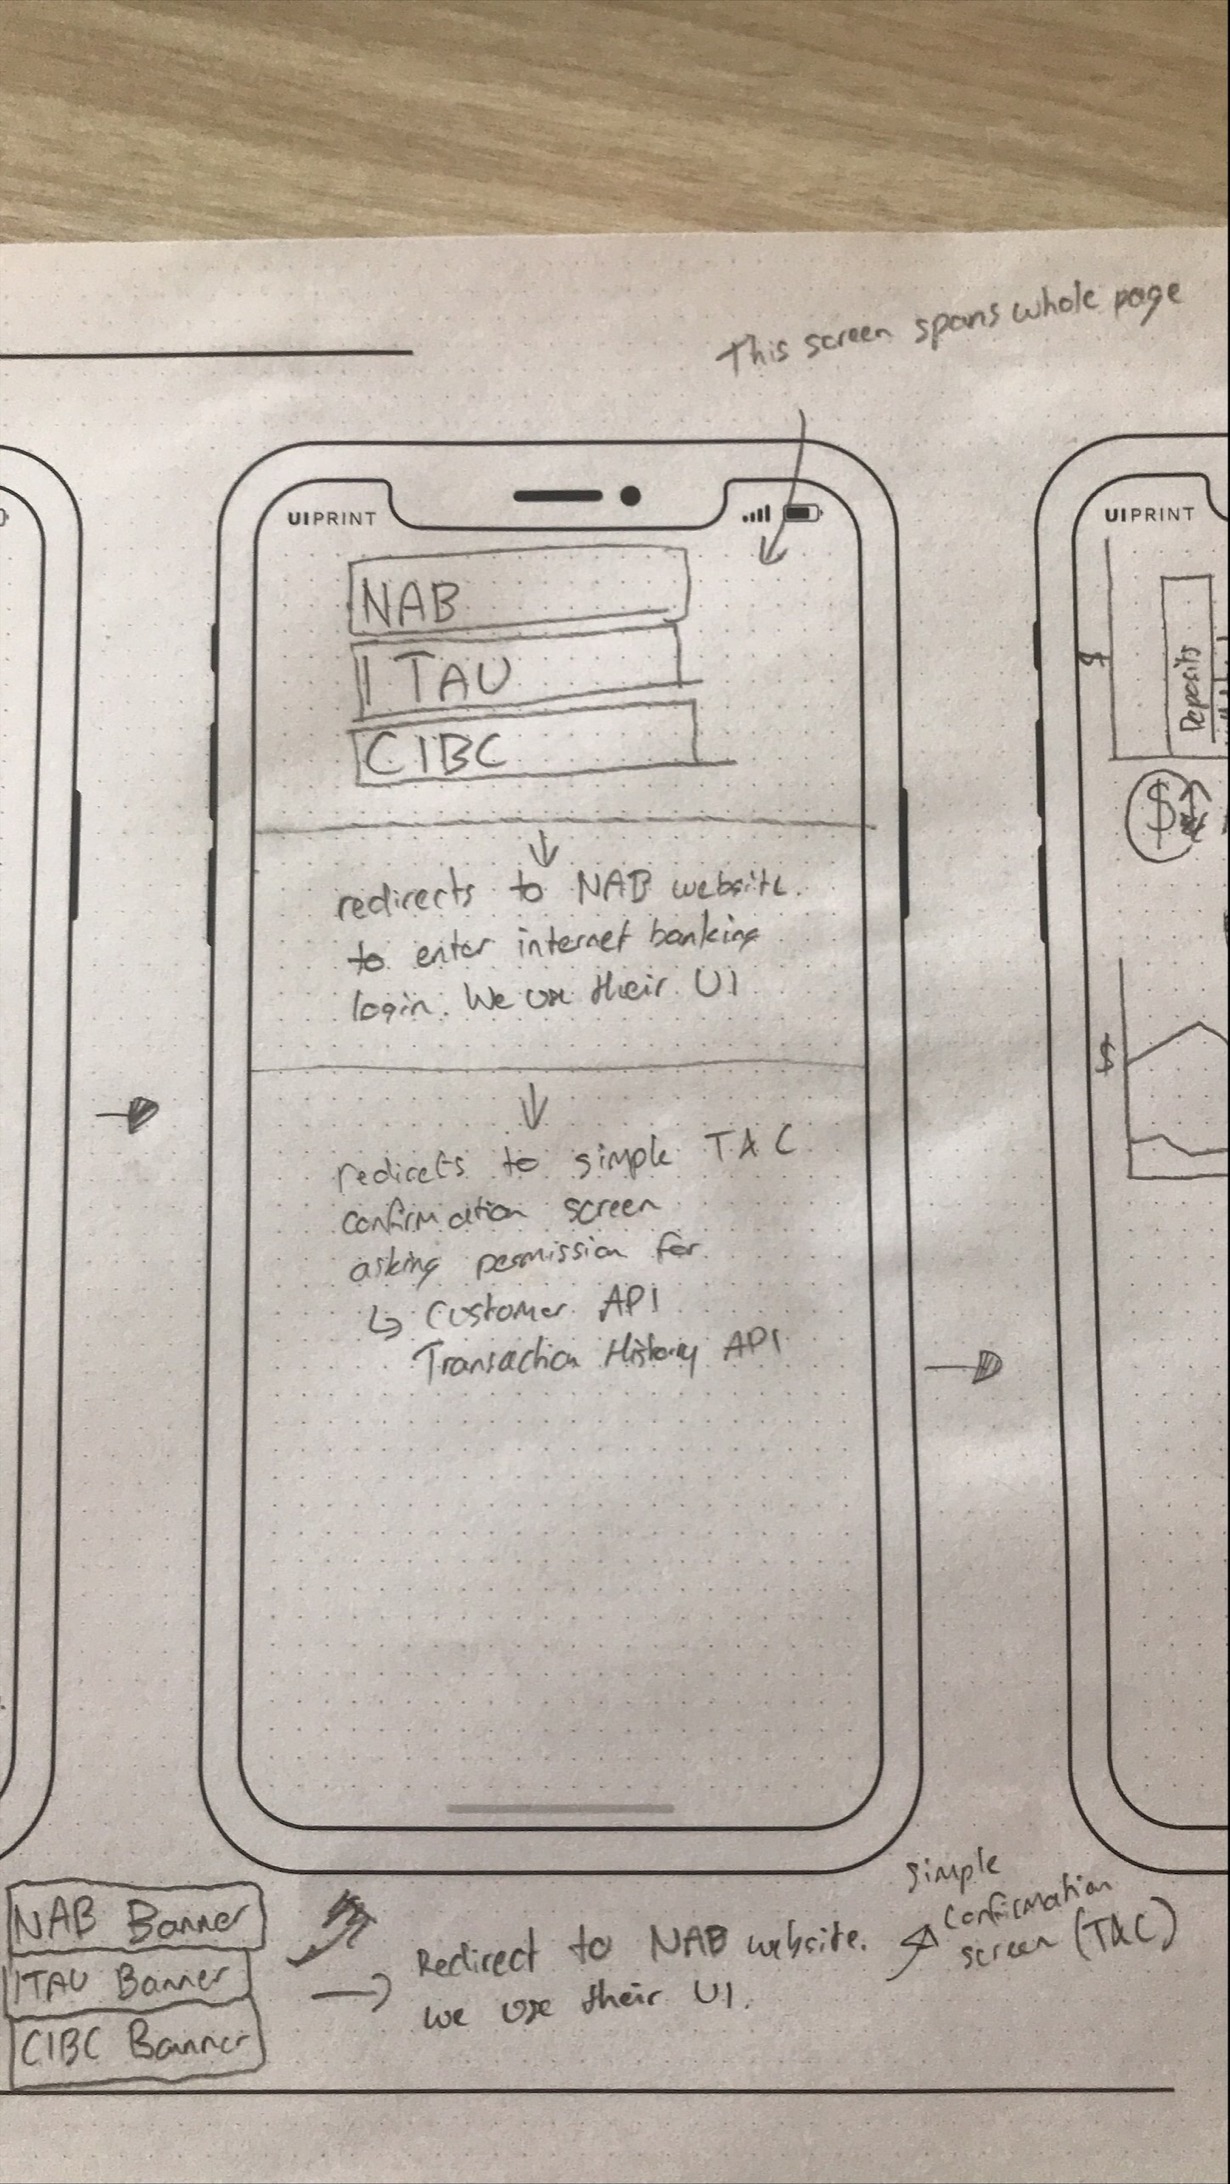 This screen spans whole page
UIPRINT
NAB
ITAU
CIBC
redirects to NAB website.
to enter internet banking
login. We use their UI
redirects to simple T&C
confirmation screen
asking permission for
↳ Customer API
Transaction History API
UIPRINT
$
Deposits
$
$
NAB Banner
ITAU Banner
CIBC Banner
Redirect to NAB website.
we use their UI.
simple
confirmation
screen (T&C)